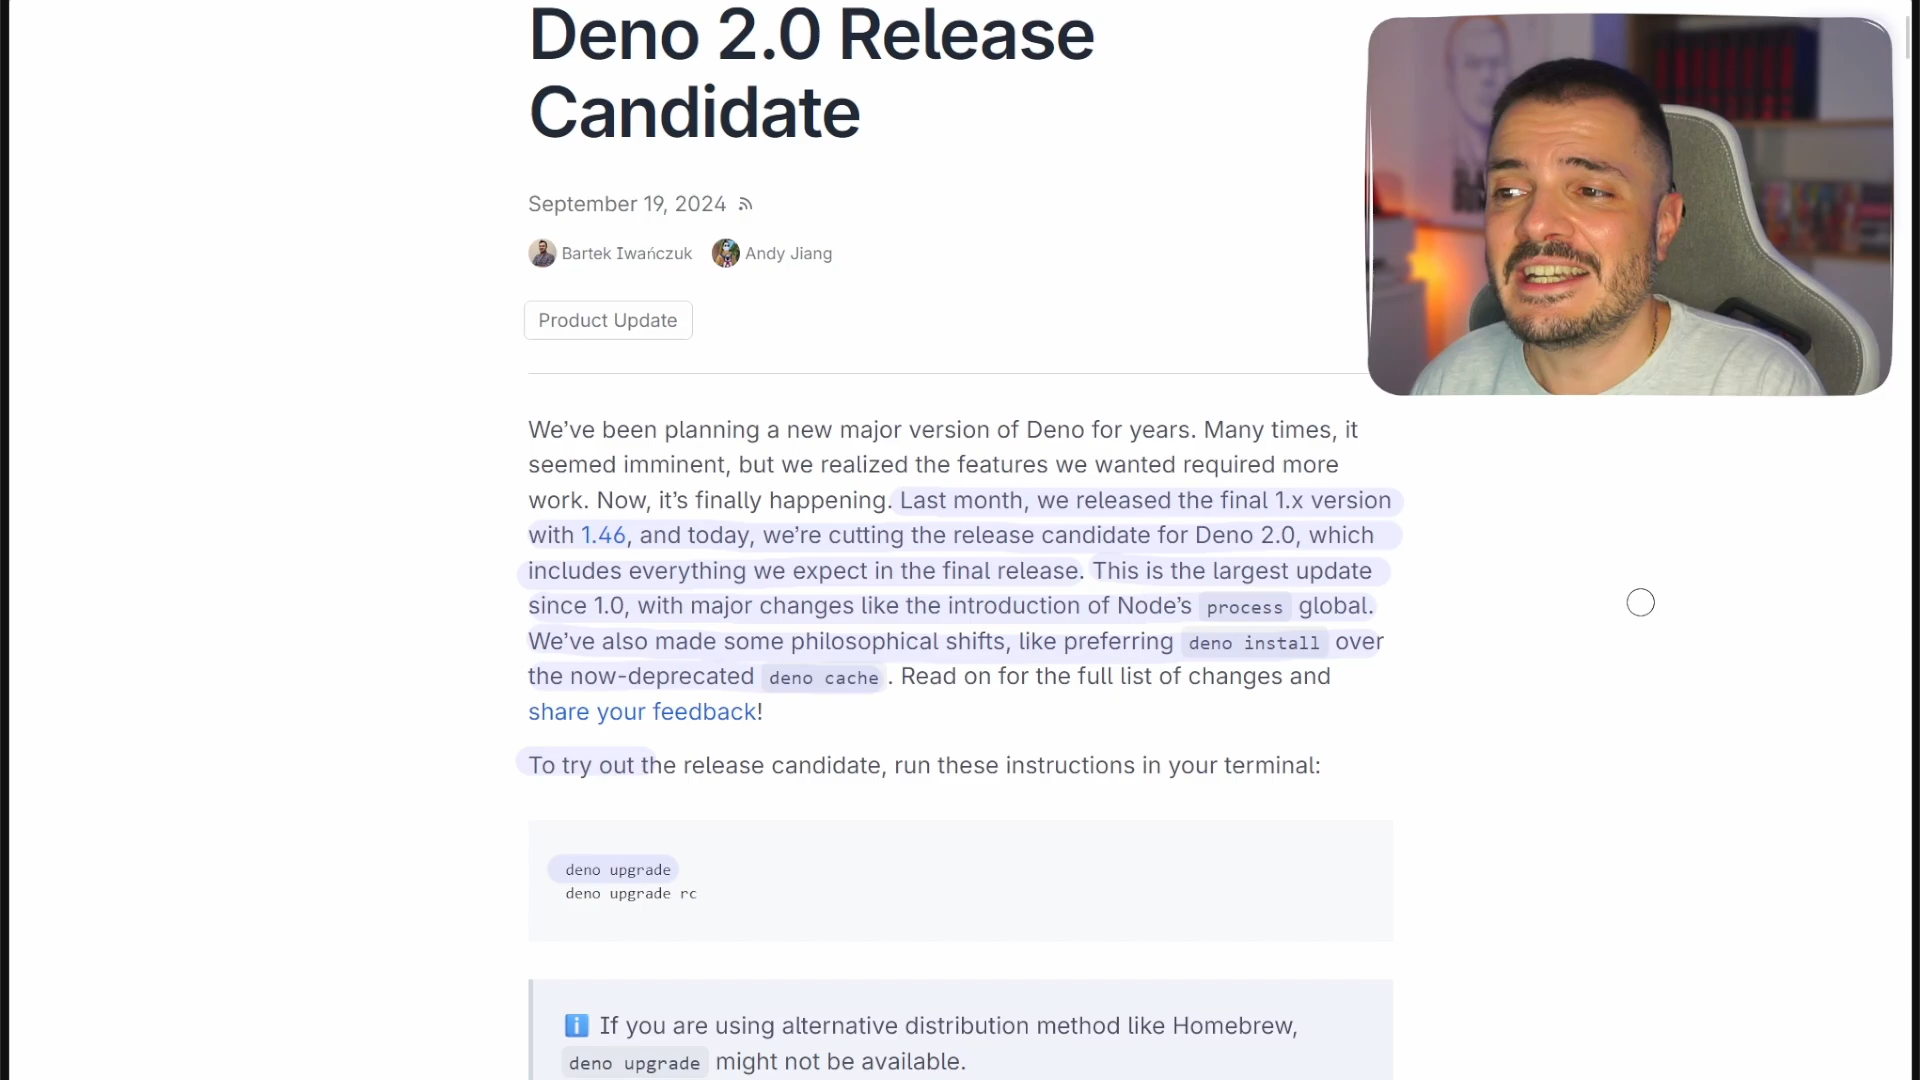 Deno 2.0 Release
Candidate
September 19, 2024
Bartek Iwańczuk Andy Jiang
Product Update
We’ve been planning a new major version of Deno for years. Many times, it
seemed imminent, but we realized the features we wanted required more
work. Now, it’s finally happening. Last month, we released the final 1.x version
with 1.46, and today, we’re cutting the release candidate for Deno 2.0, which
includes everything we expect in the final release. This is the largest update
since 1.0, with major changes like the introduction of Node’s process global.
We’ve also made some philosophical shifts, like preferring deno install over
the now-deprecated deno cache. Read on for the full list of changes and
share your feedback!
To try out the release candidate, run these instructions in your terminal:
deno upgrade
deno upgrade rc
ℹ️ If you are using alternative distribution method like Homebrew,
deno upgrade might not be available.